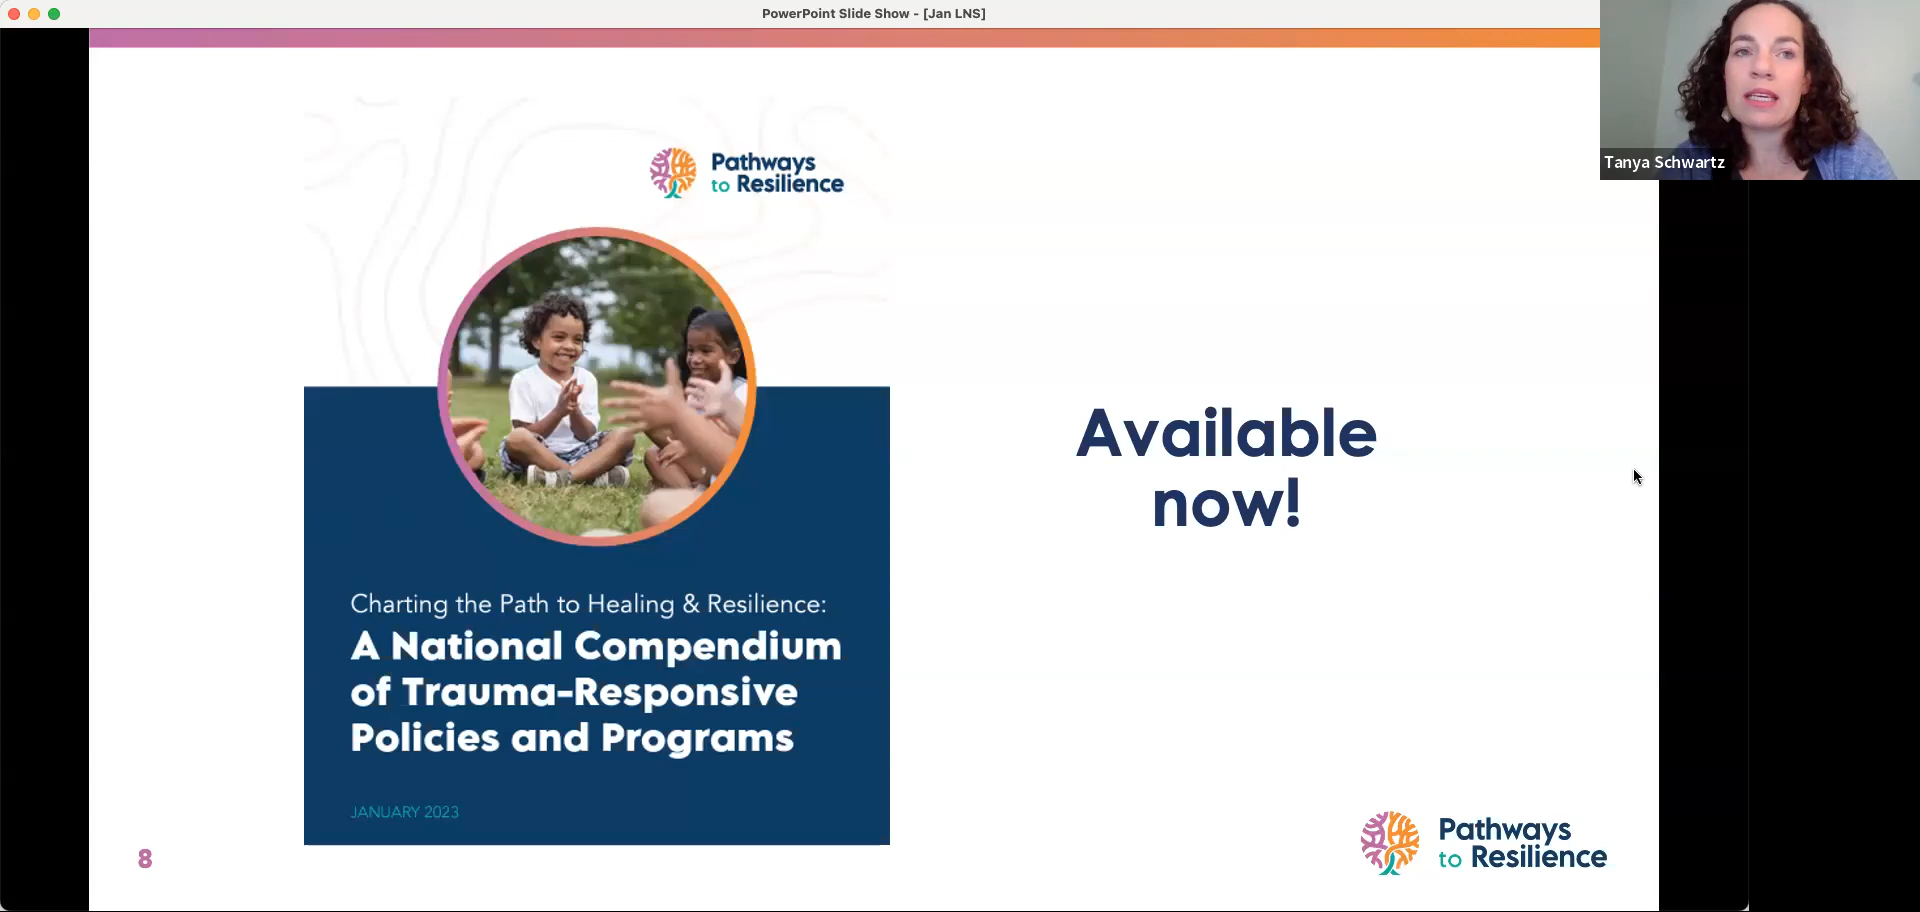 PowerPoint Slide Show - [Jan LNS]
Tanya Schwartz
Pathways
to Resilience
Charting the Path to Healing & Resilience:
A National Compendium
of Trauma-Responsive
Policies and Programs
JANUARY 2023
Available
now!
8
Pathways
to Resilience